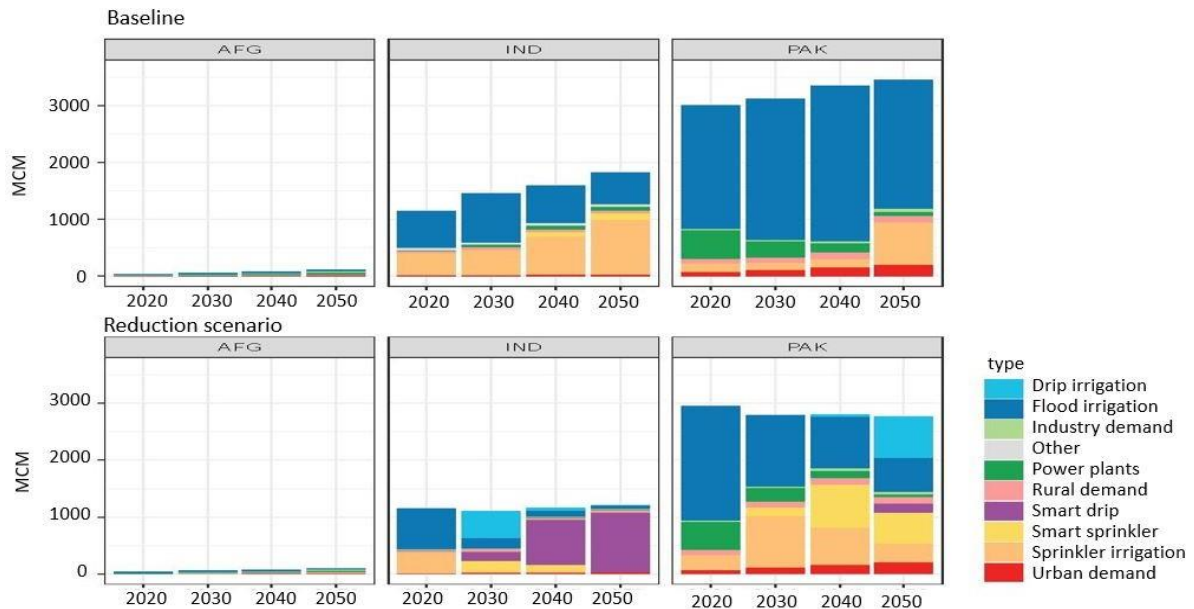 Baseline
AFG IND PAK
3000
2000
1000
0
MCM
2020 2030 2040 2050 2020 2030 2040 2050 2020 2030 2040 2050
Reduction scenario
AFG IND PAK
3000
2000
1000
0
MCM
2020 2030 2040 2050 2020 2030 2040 2050 2020 2030 2040 2050
type
Drip irrigation
Flood irrigation
Industry demand
Other
Power plants
Rural demand
Smart drip
Smart sprinkler
Sprinkler irrigation
Urban demand